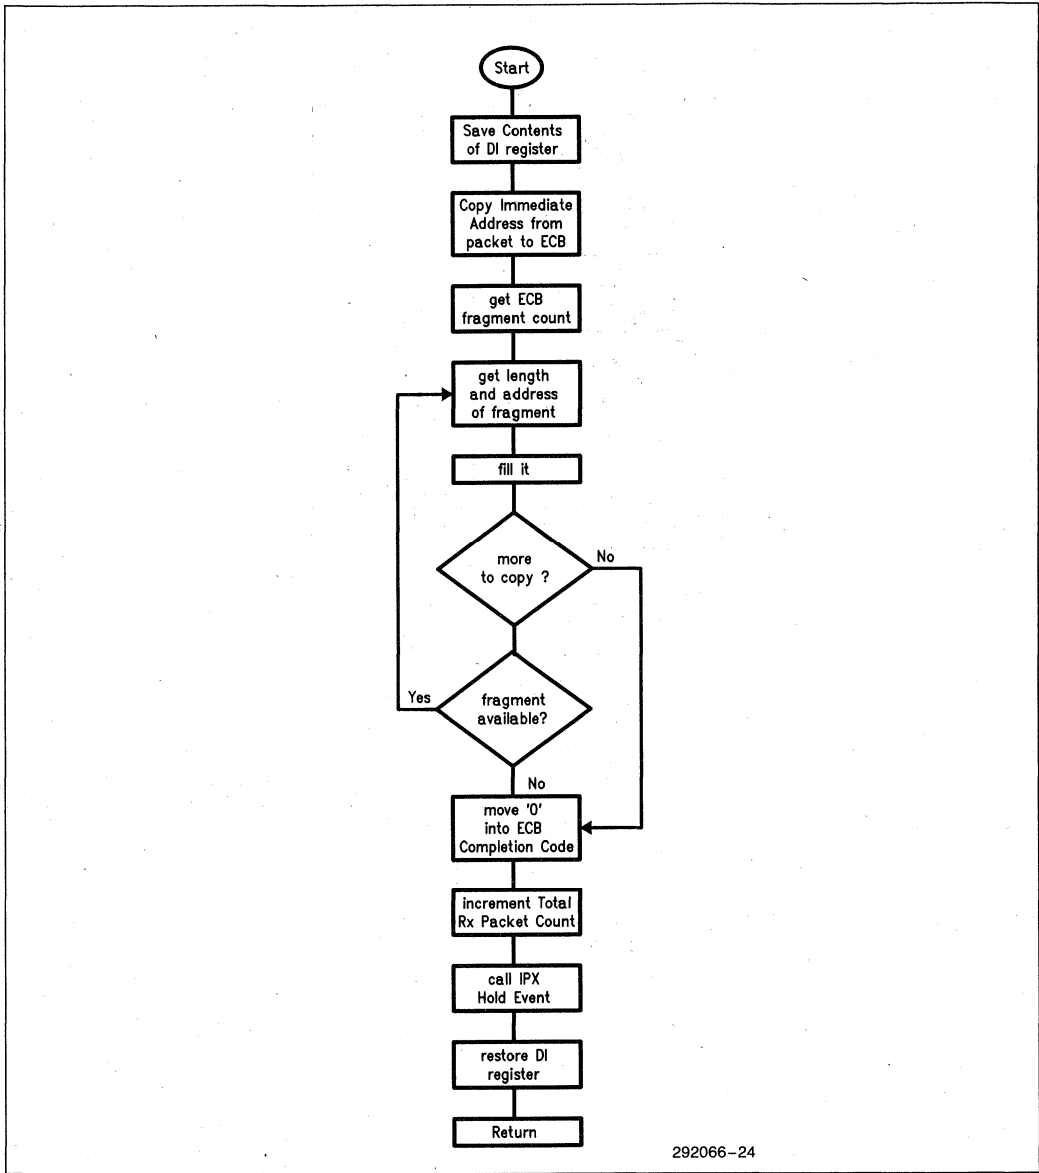 Start
Save Contents
of DI register
Copy Immediate
Address from
packet to ECB
get ECB
fragment count
get length
and address
of fragment
fill it
more
to copy ?
No
fragment
available?
Yes
No
move '0'
into ECB
Completion Code
increment Total
Rx Packet Count
call IPX
Hold Event
restore DI
register
Return
292066-24